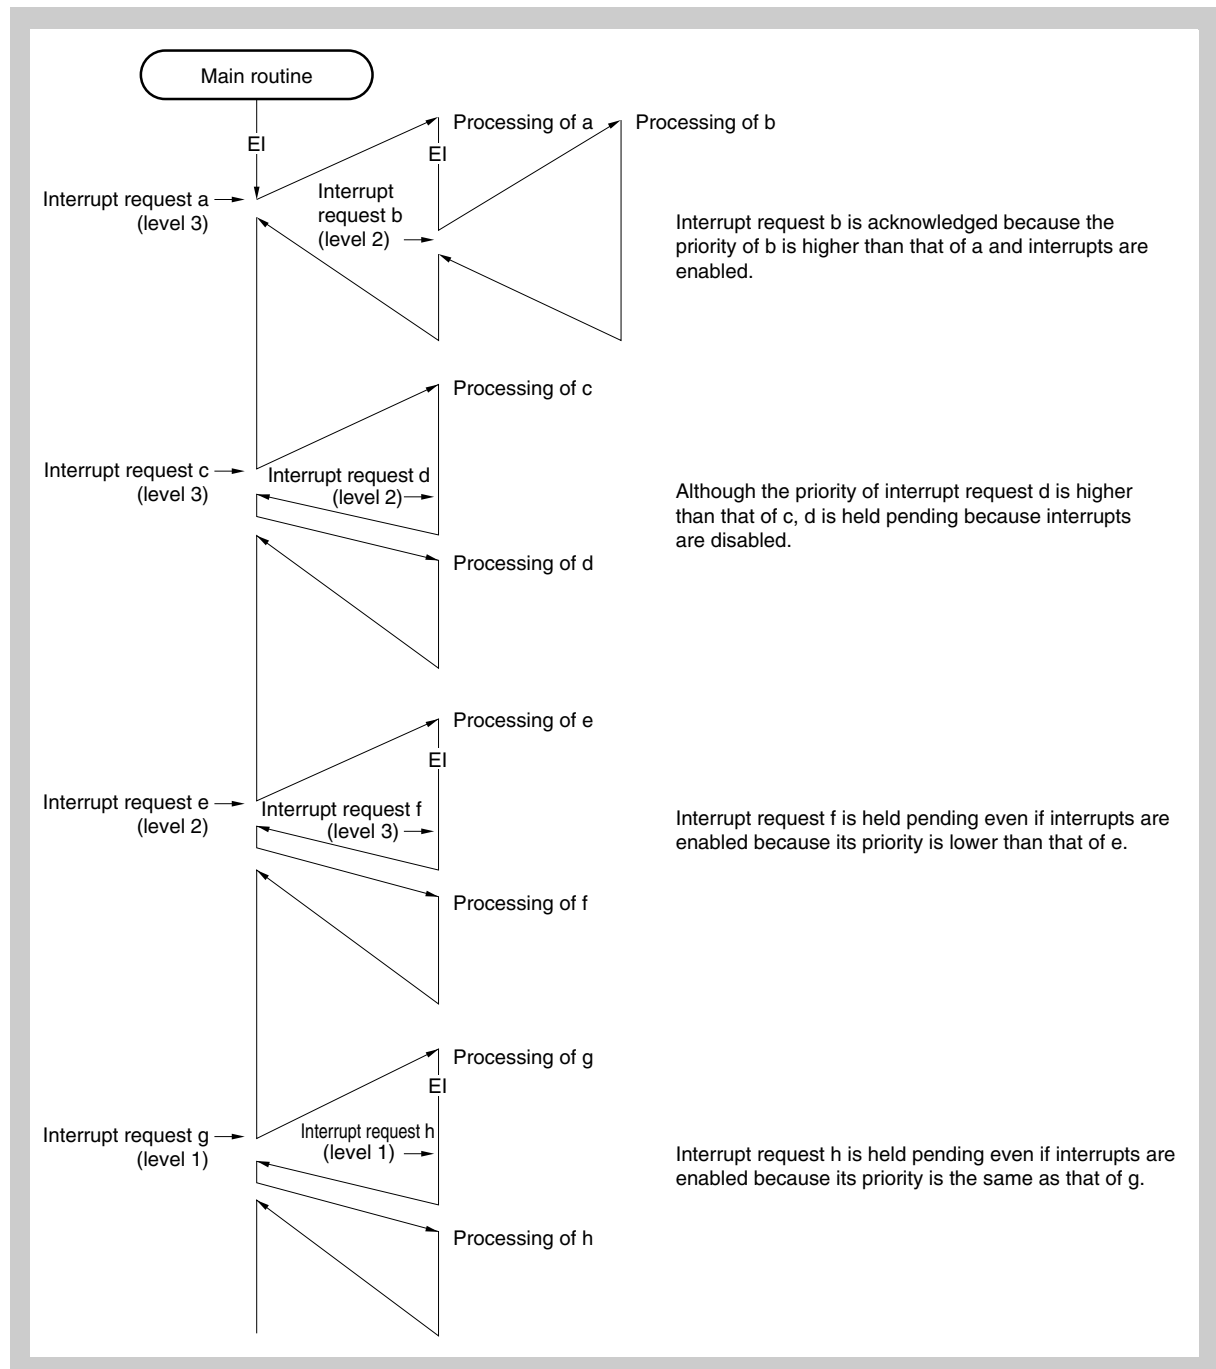 Main routine
EI
Processing of a
Processing of b
EI
Interrupt request a
(level 3)
Interrupt
request b
(level 2)
Interrupt request b is acknowledged because the
priority of b is higher than that of a and interrupts are
enabled.
Processing of c
Interrupt request c
(level 3)
Interrupt request d
(level 2)
Although the priority of interrupt request d is higher
than that of c, d is held pending because interrupts
are disabled.
Processing of d
Processing of e
EI
Interrupt request e
(level 2)
Interrupt request f
(level 3)
Interrupt request f is held pending even if interrupts are
enabled because its priority is lower than that of e.
Processing of f
Processing of g
EI
Interrupt request g
(level 1)
Interrupt request h
(level 1)
Interrupt request h is held pending even if interrupts are
enabled because its priority is the same as that of g.
Processing of h